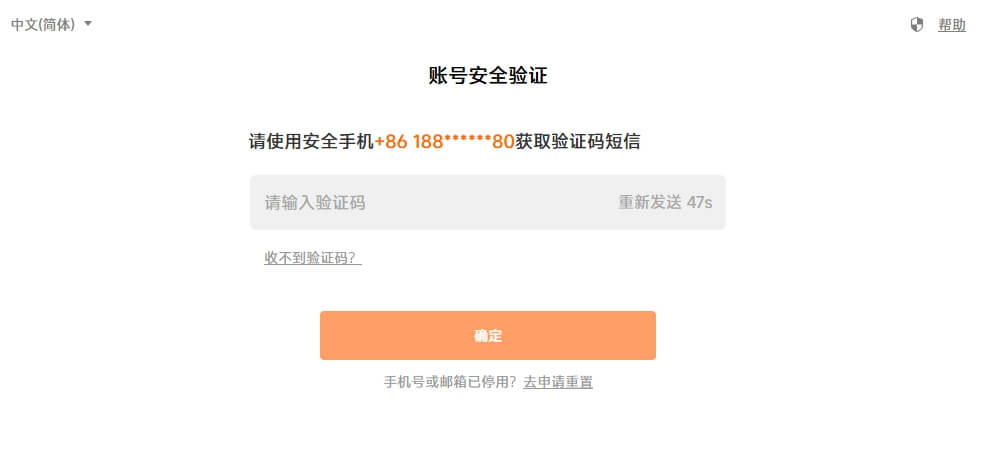 中文(简体)
帮助
账号安全验证
请使用安全手机+86 188******80获取验证码短信
请输入验证码 重新发送 47s
收不到验证码？
确定
手机号或邮箱已停用？去申请重置